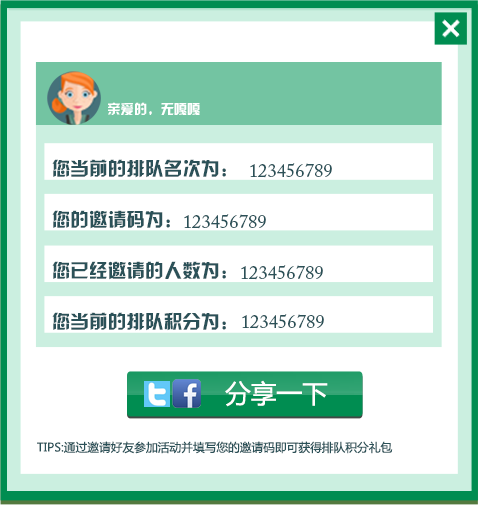 亲爱的，无嘎嘎
您当前的排队名次为： 123456789
您的邀请码为：123456789
您已经邀请的人数为：123456789
您当前的排队积分为：123456789
分享一下
TIPS:通过邀请好友参加活动并填写您的邀请码即可获得排队积分礼包